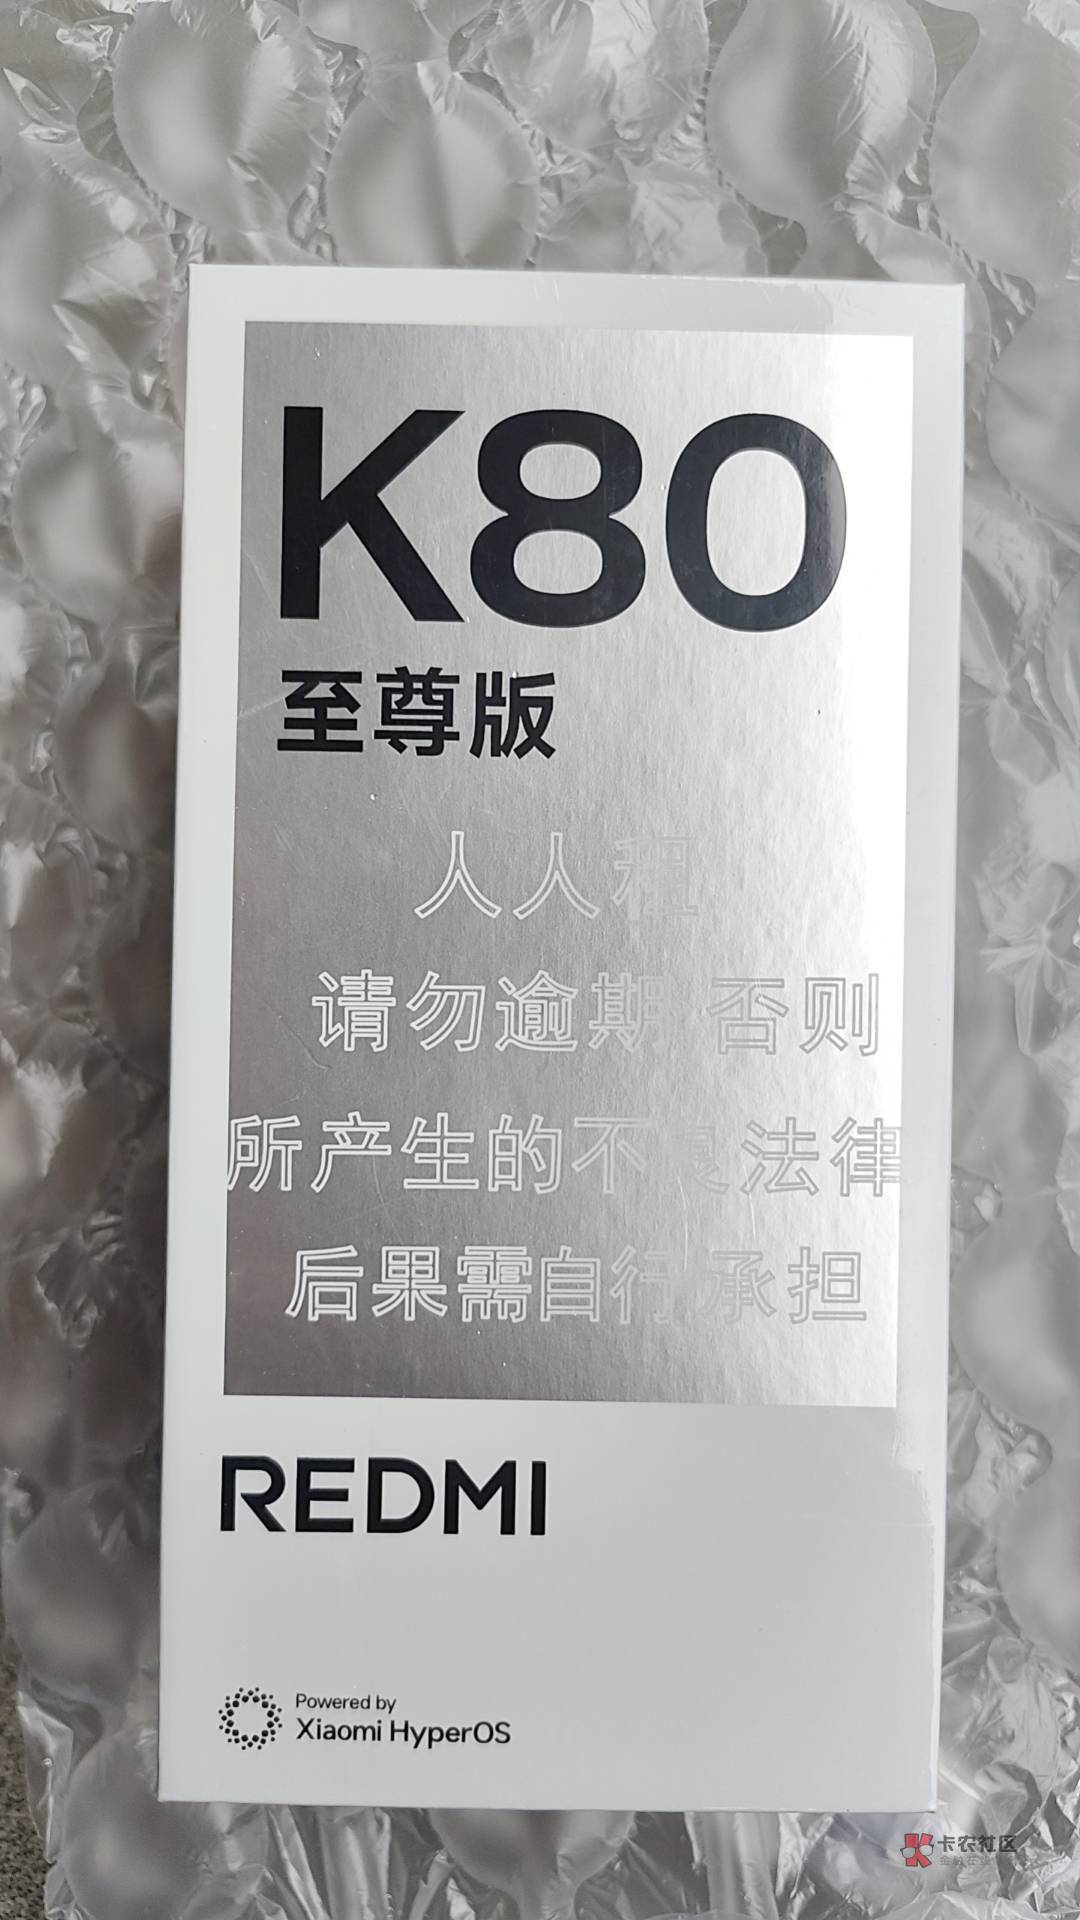 K80
至尊版
人人租
请勿逾期 否则
所产生的不良法律
后果需自行承担
REDMI
Powered by
Xiaomi HyperOS
卡农社区